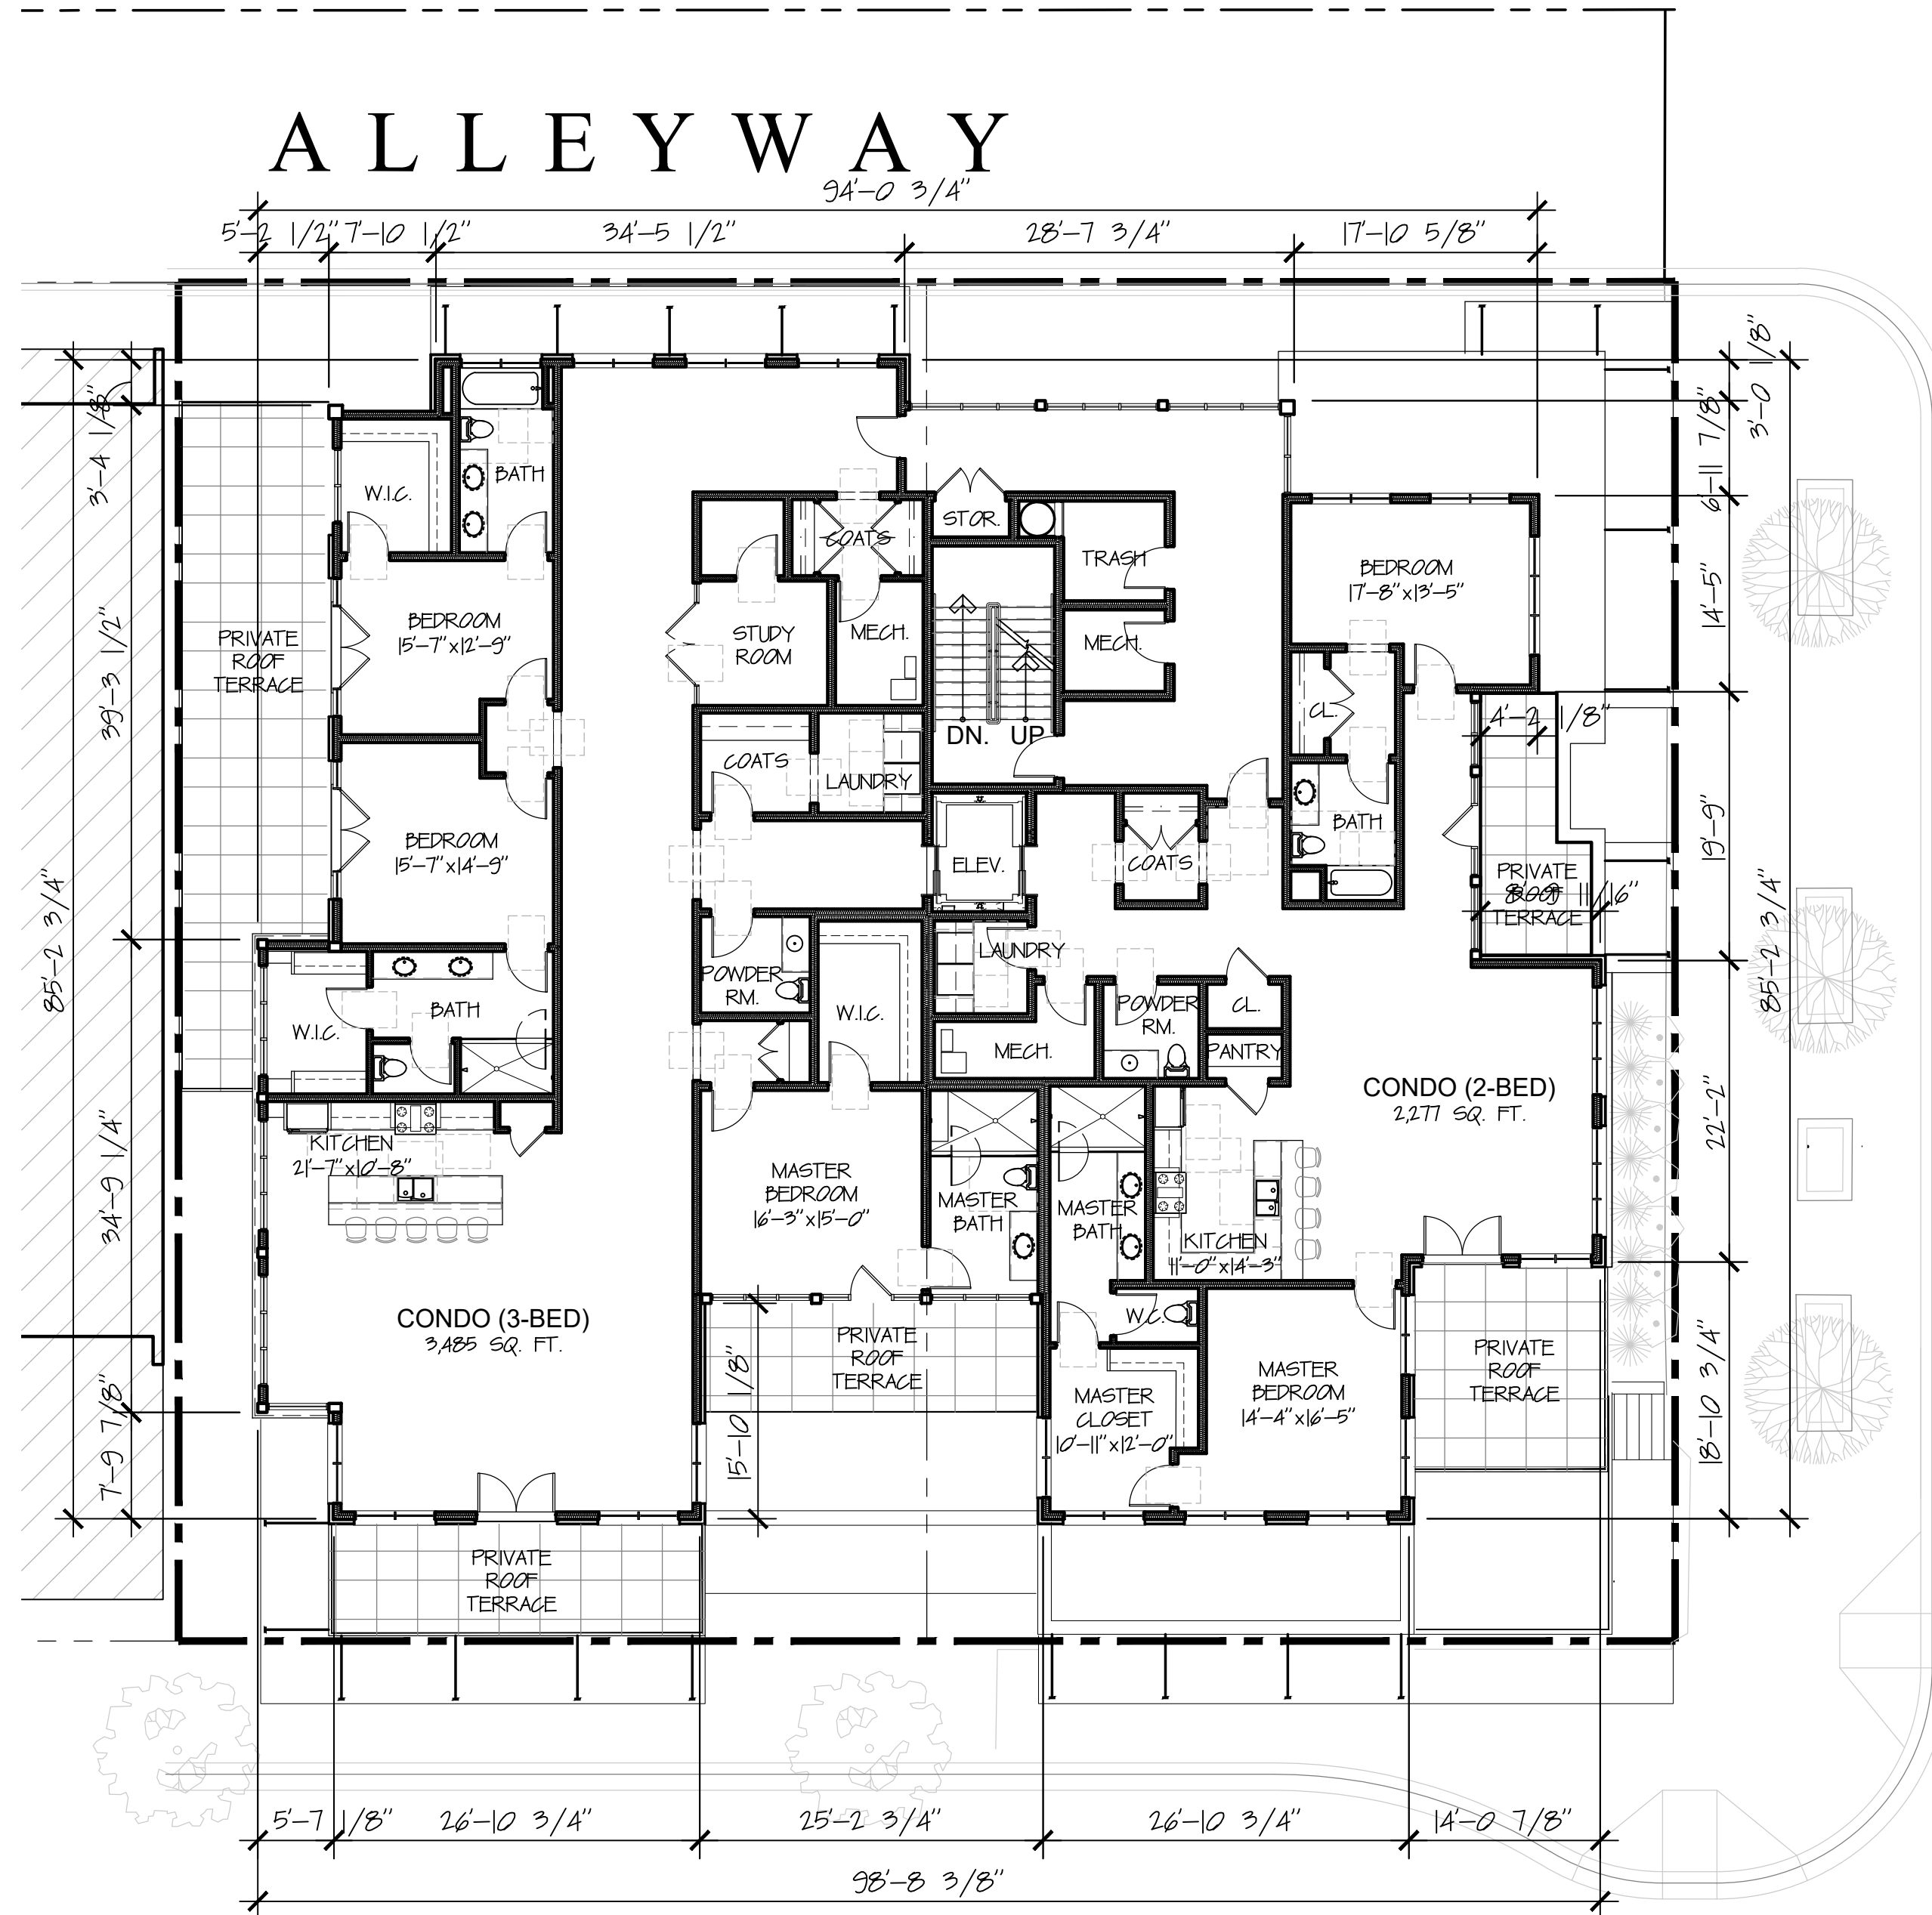 ALLEYWAY
94'-0 3/4"
5'-2 1/2" 7'-10 1/2" 34'-5 1/2" 28'-7 3/4" 17'-10 5/8"
3'-4 1/8"
39'-3 1/2"
34'-9 1/4"
7'-9 7/8"
85'-2 3/4"
W.I.C.
BATH
BEDROOM
15'-7"x12'-9"
PRIVATE
ROOF
TERRACE
BEDROOM
15'-7"x14'-9"
W.I.C.
BATH
KITCHEN
21'-7"x10'-8"
CONDO (3-BED)
3,485 SQ. FT.
PRIVATE
ROOF
TERRACE
COATS
STUDY
ROOM
MECH.
COATS
LAUNDRY
POWDER
RM.
W.I.C.
MASTER
BEDROOM
16'-3"x15'-0"
MASTER
BATH
PRIVATE
ROOF
TERRACE
15'-10 1/8"
STOR.
TRASH
MECH.
DN. UP
ELEV.
COATS
LAUNDRY
MECH.
POWDER
RM.
CL.
PANTRY
BEDROOM
17'-8"x13'-5"
CL.
BATH
4'-2 1/8"
PRIVATE
ROOF
TERRACE
CONDO (2-BED)
2,277 SQ. FT.
MASTER
BATH
KITCHEN
11'-0"x14'-3"
W.C.
MASTER
CLOSET
10'-11"x12'-0"
MASTER
BEDROOM
14'-4"x16'-5"
PRIVATE
ROOF
TERRACE
3'-0 1/8"
6'-11 7/8"
14'-5"
19'-9"
22'-2"
18'-10 3/4"
85'-2 3/4"
5'-7 1/8" 26'-10 3/4" 25'-2 3/4" 26'-10 3/4" 14'-0 7/8"
98'-8 3/8"